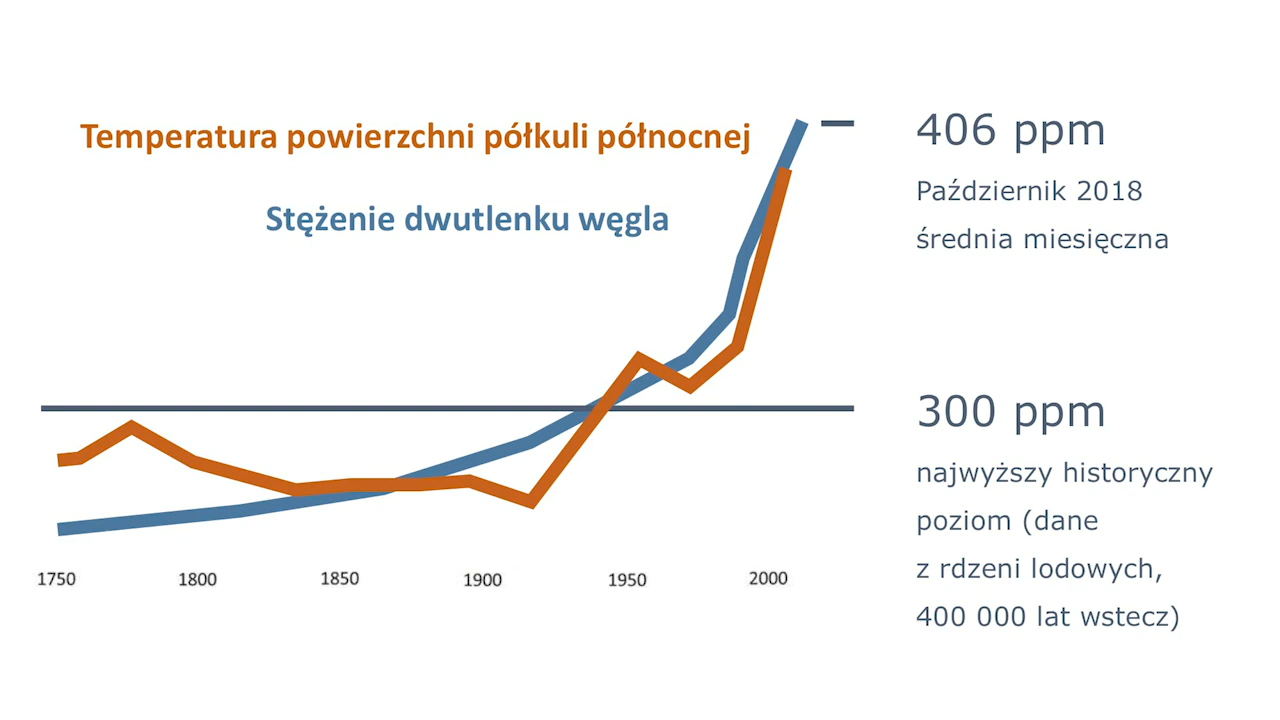 Temperatura powierzchni półkuli północnej
Stężenie dwutlenku węgla
406 ppm
Październik 2018
średnia miesięczna
300 ppm
najwyższy historyczny
poziom (dane
z rdzeni lodowych,
400 000 lat wstecz)
1750 1800 1850 1900 1950 2000